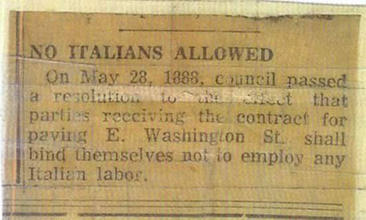 NO ITALIANS ALLOWED
On May 28, 1888, council passed
a resolution to the effect that
parties receiving the contract for
paving E. Washington St. shall
bind themselves not to employ any
Italian labor.